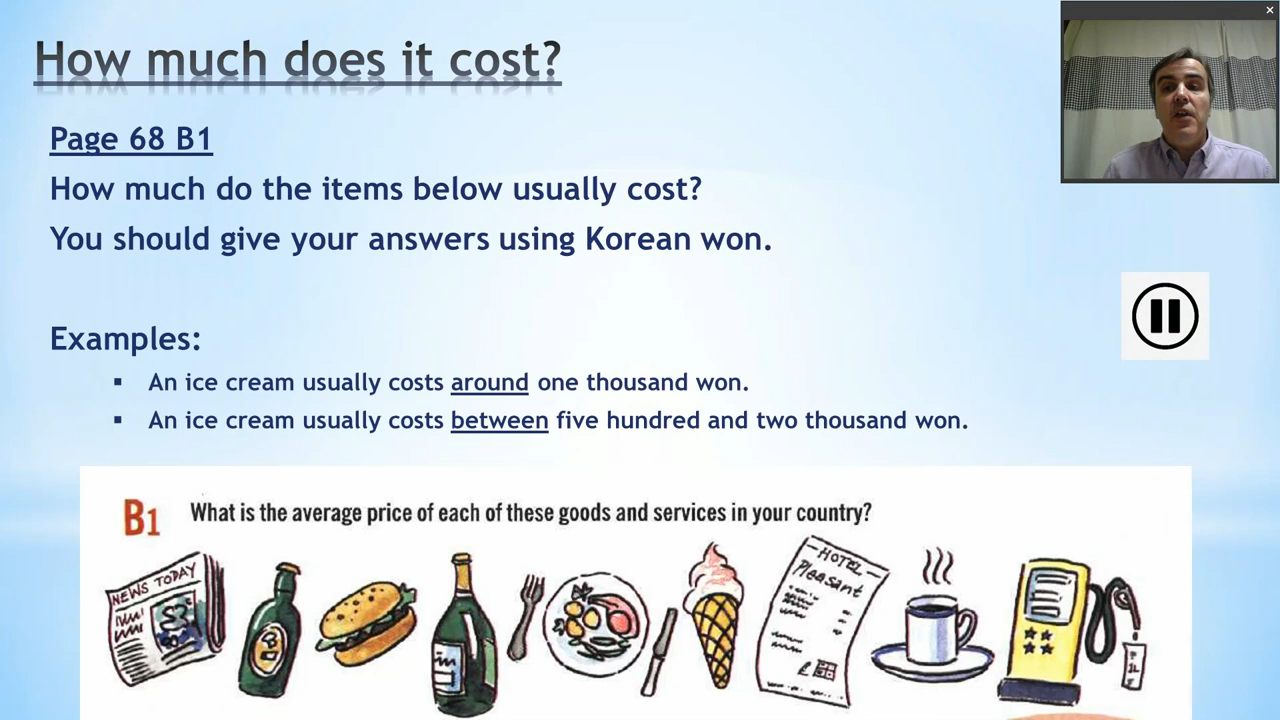 How much does it cost?
Page 68 B1
How much do the items below usually cost?
You should give your answers using Korean won.
Examples:
▪ An ice cream usually costs around one thousand won.
▪ An ice cream usually costs between five hundred and two thousand won.
B1 What is the average price of each of these goods and services in your country?
NEWS TODAY
HOTEL
Pleasant
1L